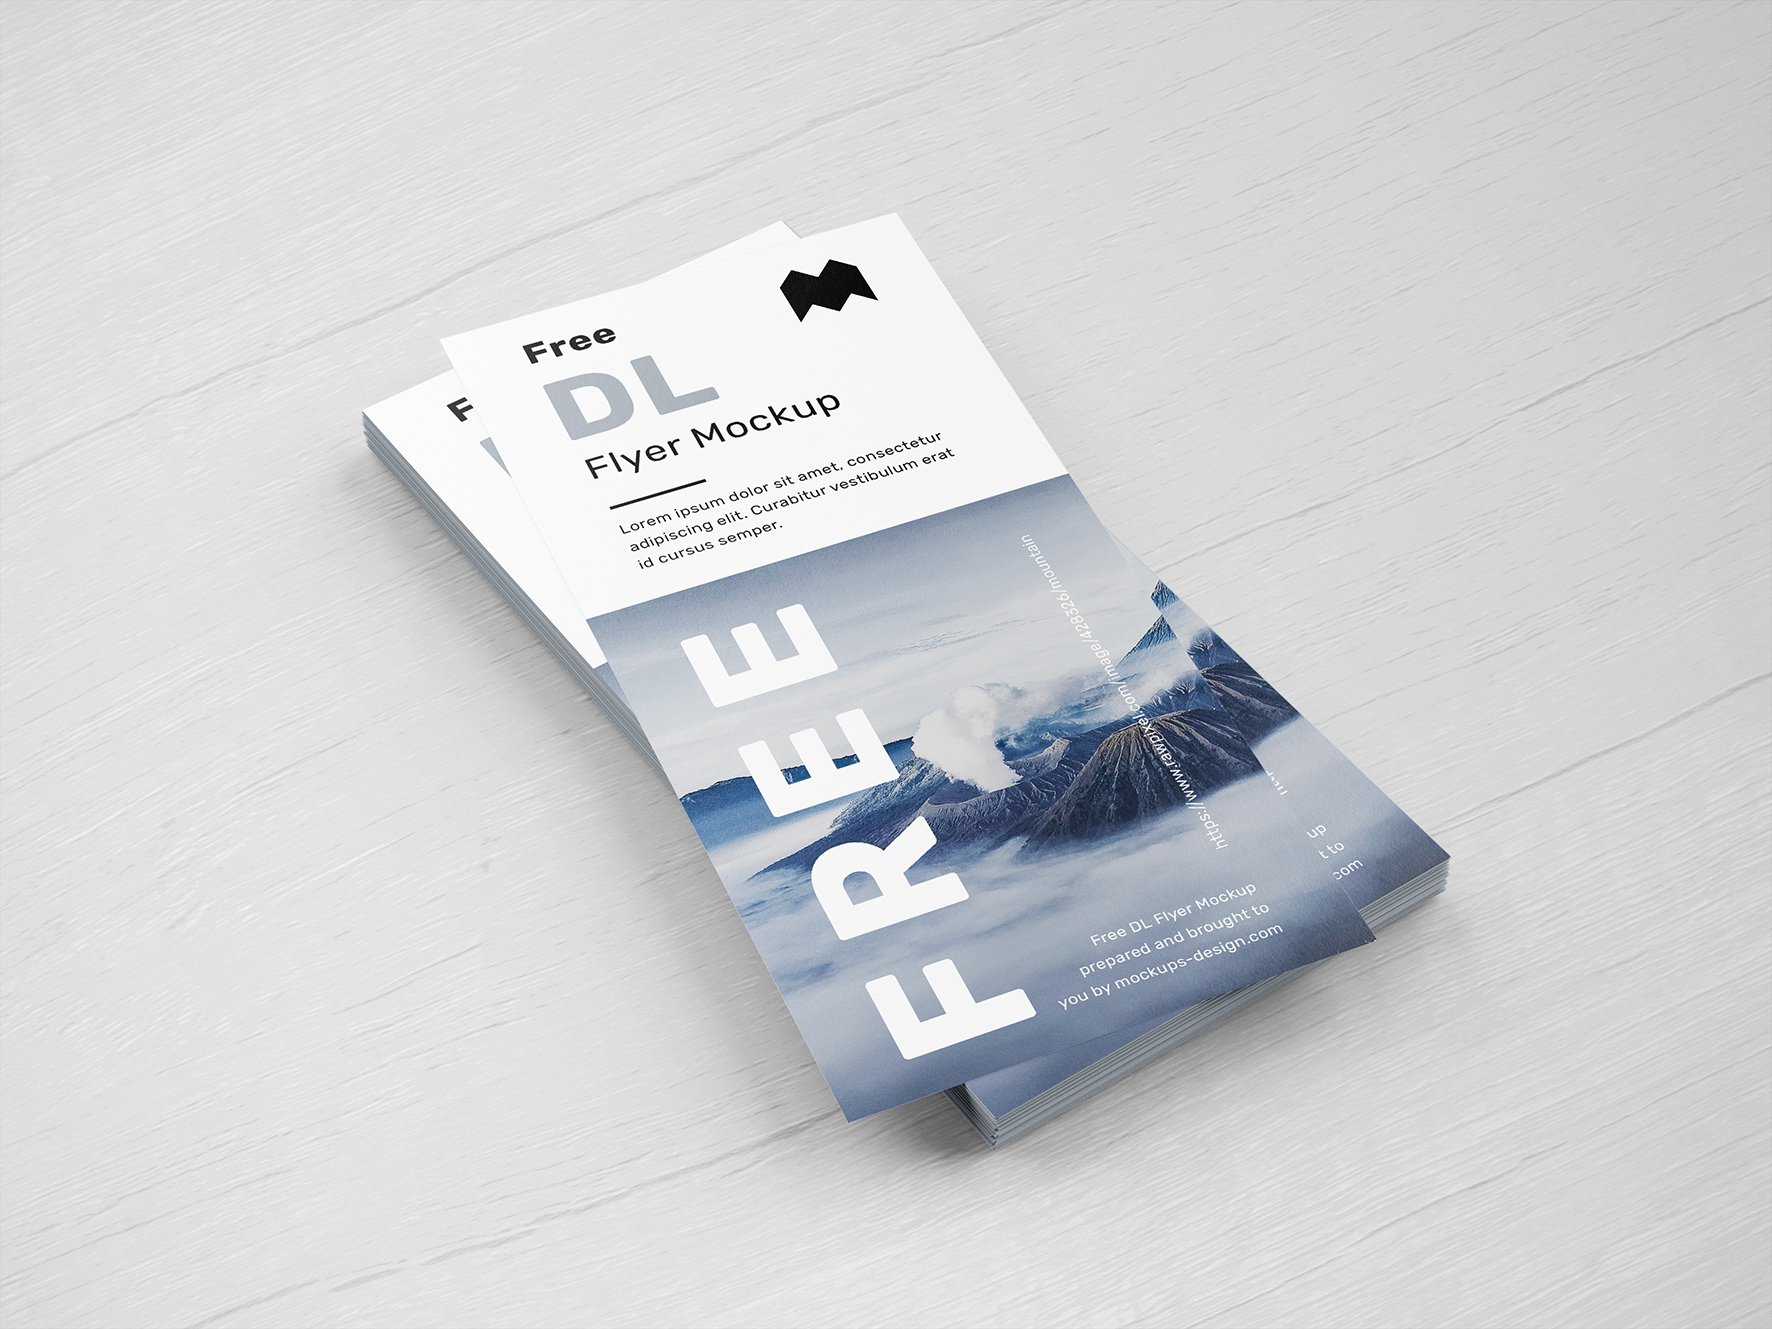 Free
DL
Flyer Mockup
Lorem ipsum dolor sit amet, consectetur
adipiscing elit. Curabitur vestibulum erat
id cursus semper.
FREE
https://www.rawpixel.com/image/428326/mountain
Free DL Flyer Mockup
prepared and brought to
you by mockups-design.com
F
up
t to
.com